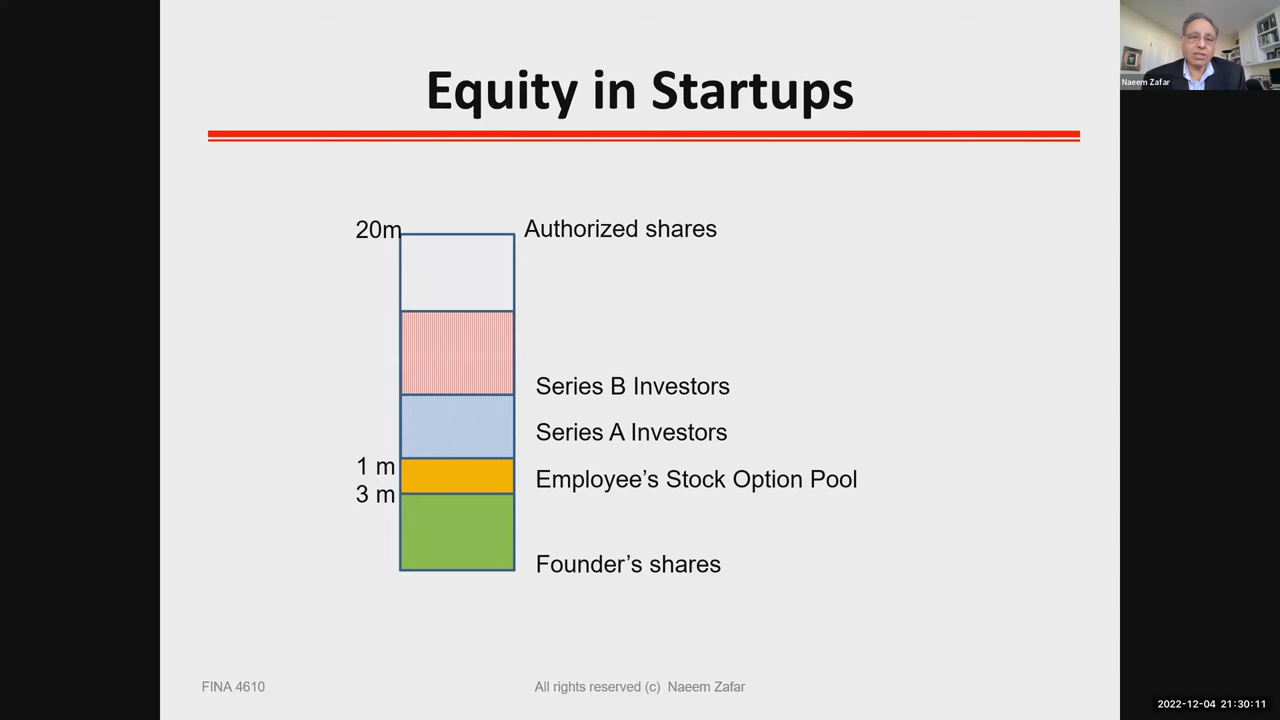 Equity in Startups
Naeem Zafar
20m
Authorized shares
Series B Investors
Series A Investors
1 m
Employee’s Stock Option Pool
3 m
Founder’s shares
FINA 4610
All rights reserved (c) Naeem Zafar
2022-12-04 21:30:11